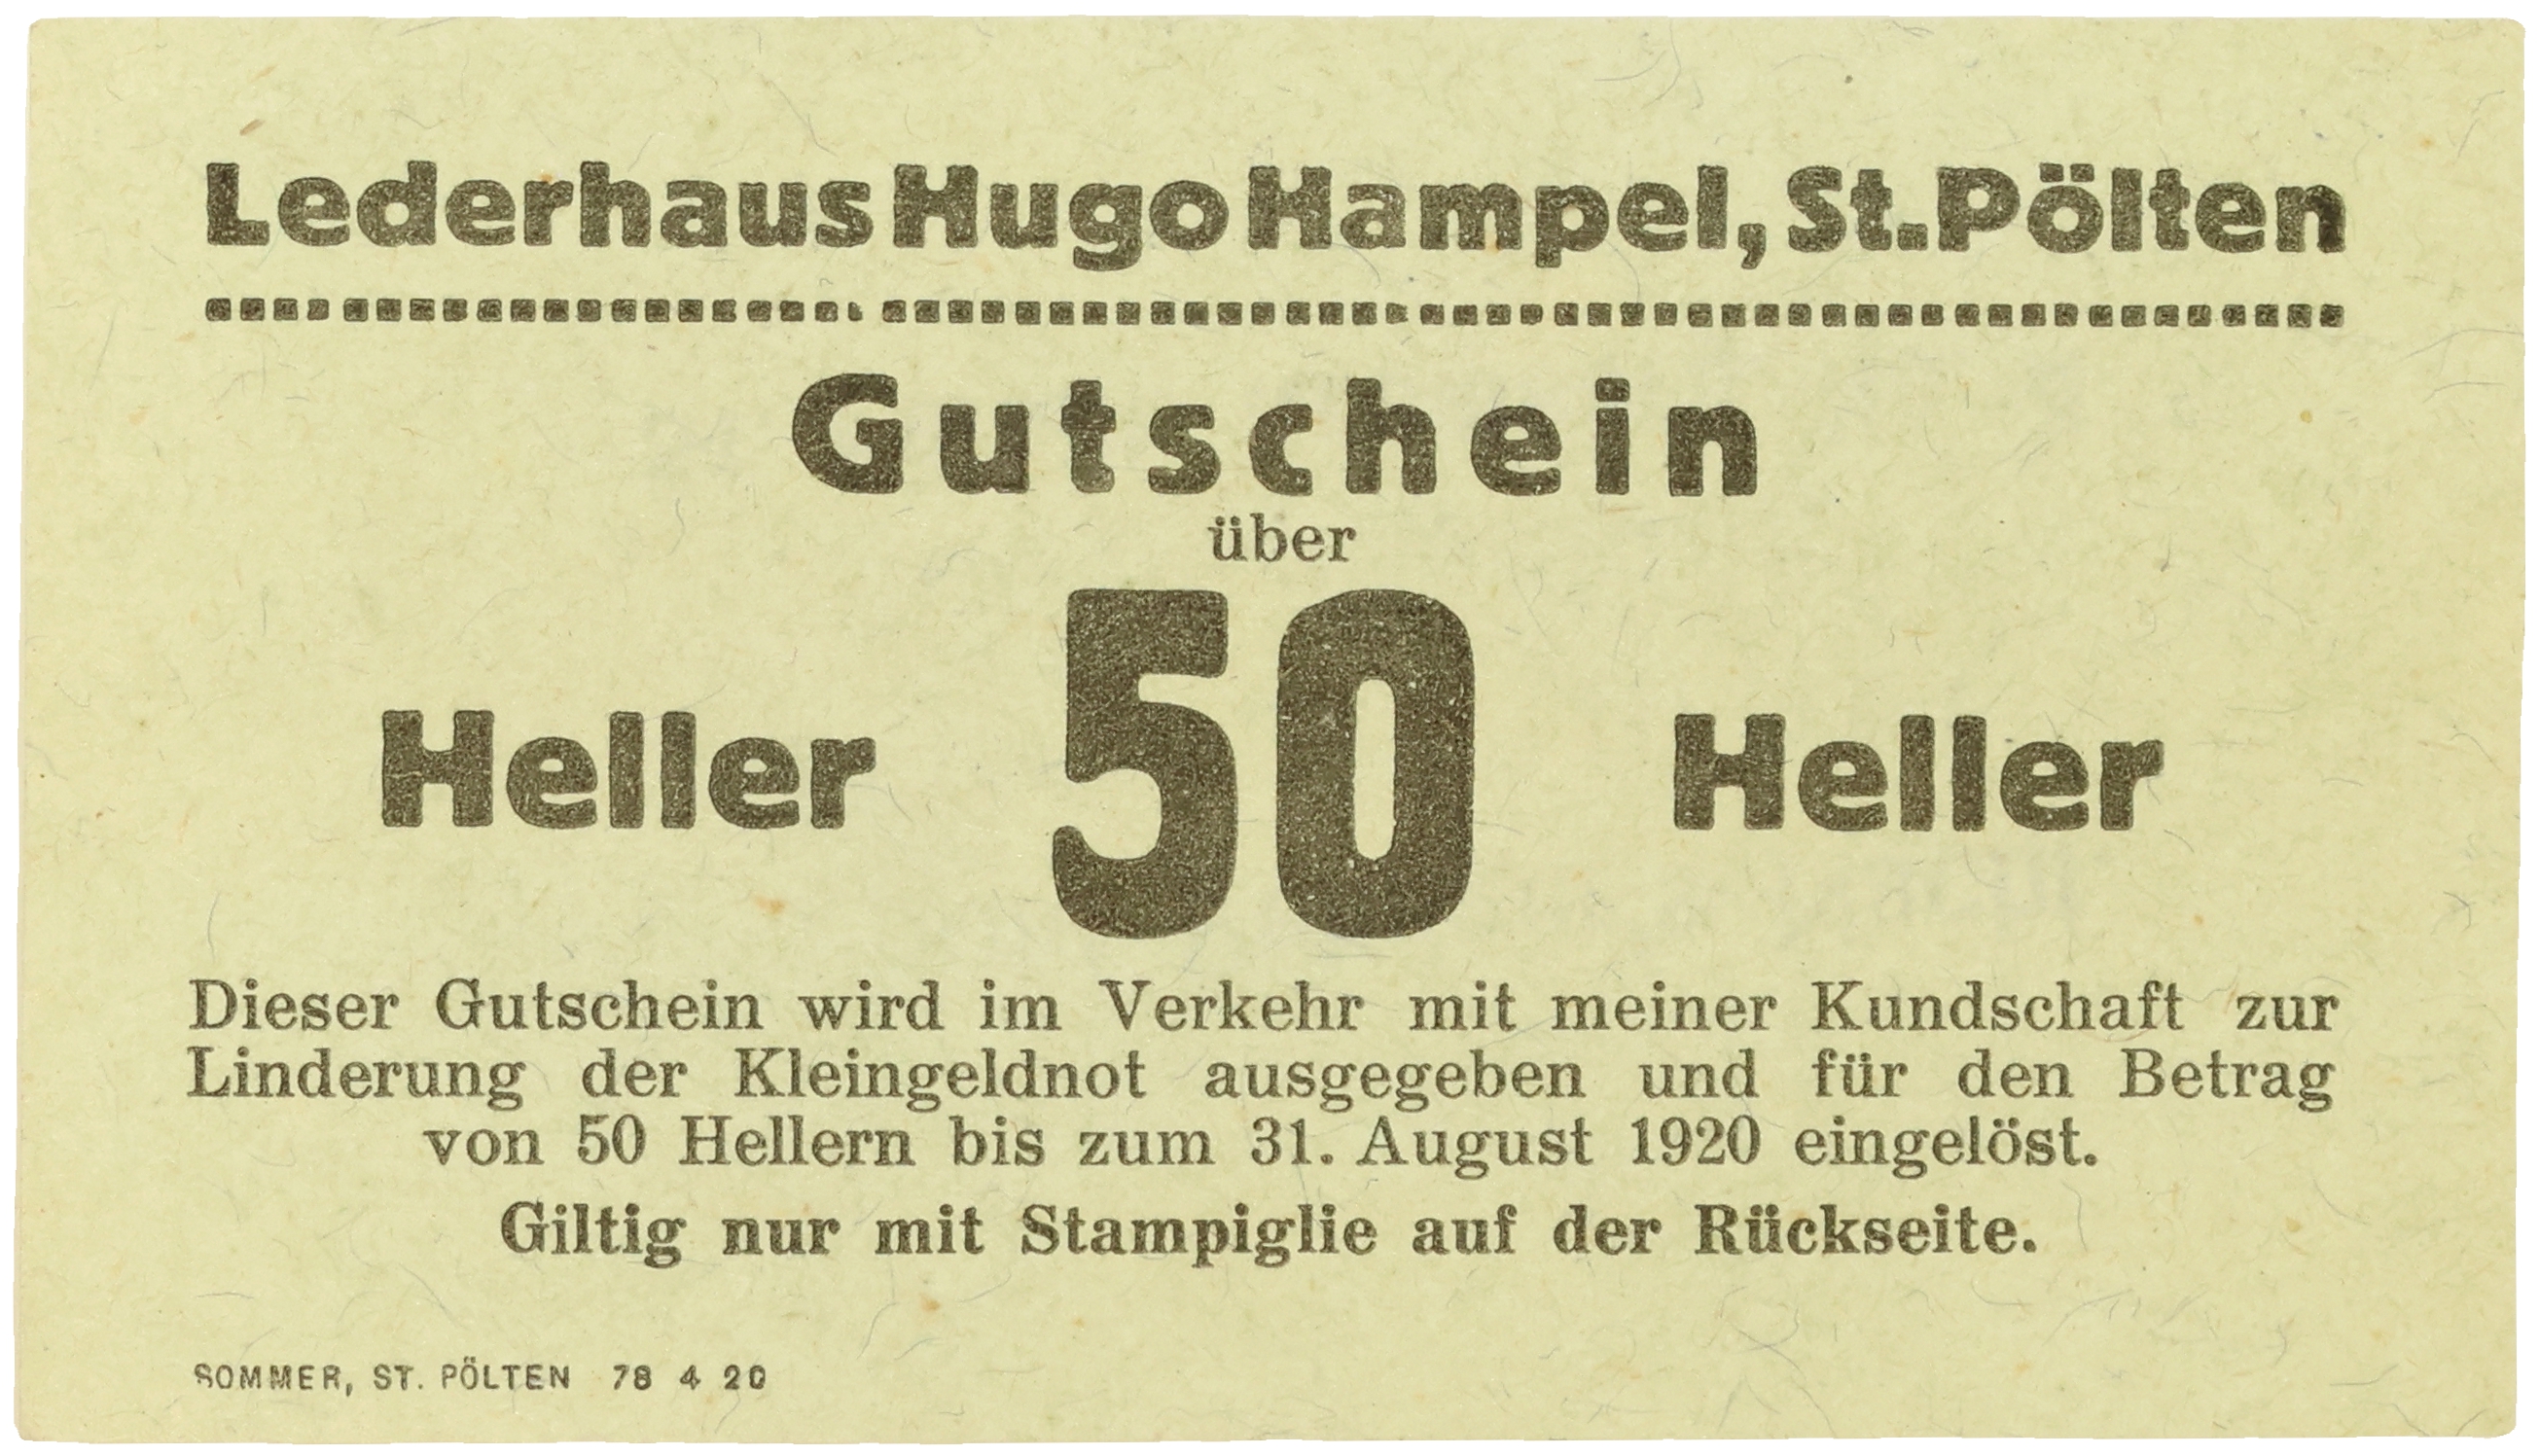 Lederhaus Hugo Hampel, St. Pölten
Gutschein
über
Heller 50 Heller
Dieser Gutschein wird im Verkehr mit meiner Kundschaft zur
Linderung der Kleingeldnot ausgegeben und für den Betrag
von 50 Hellern bis zum 31. August 1920 eingelöst.
Giltig nur mit Stampiglie auf der Rückseite.
SOMMER, ST. PÖLTEN 78 4 20